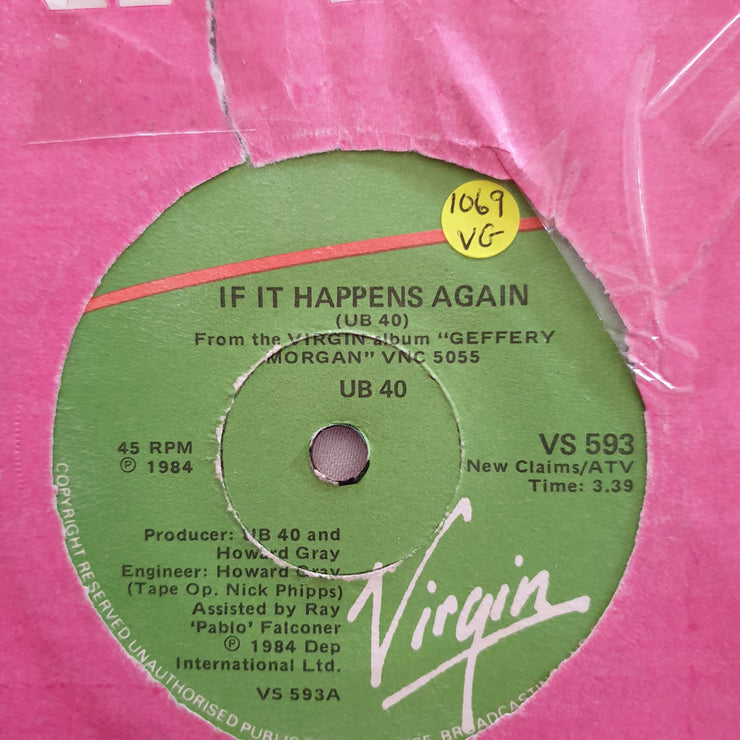 1069
VG
IF IT HAPPENS AGAIN
(UB 40)
From the VIRGIN album “GEFFERY
MORGAN” VNC 5055
UB 40
45 RPM
Ⓟ 1984
VS 593
New Claims/ATV
Time: 3.39
Producer: UB 40 and
Howard Gray
Engineer: Howard Gray
(Tape Op. Nick Phipps)
Assisted by Ray
‘Pablo’ Falconer
Ⓟ 1984 Dep
International Ltd.
VS 593A
Virgin
COPYRIGHT RESERVED UNAUTHORISED